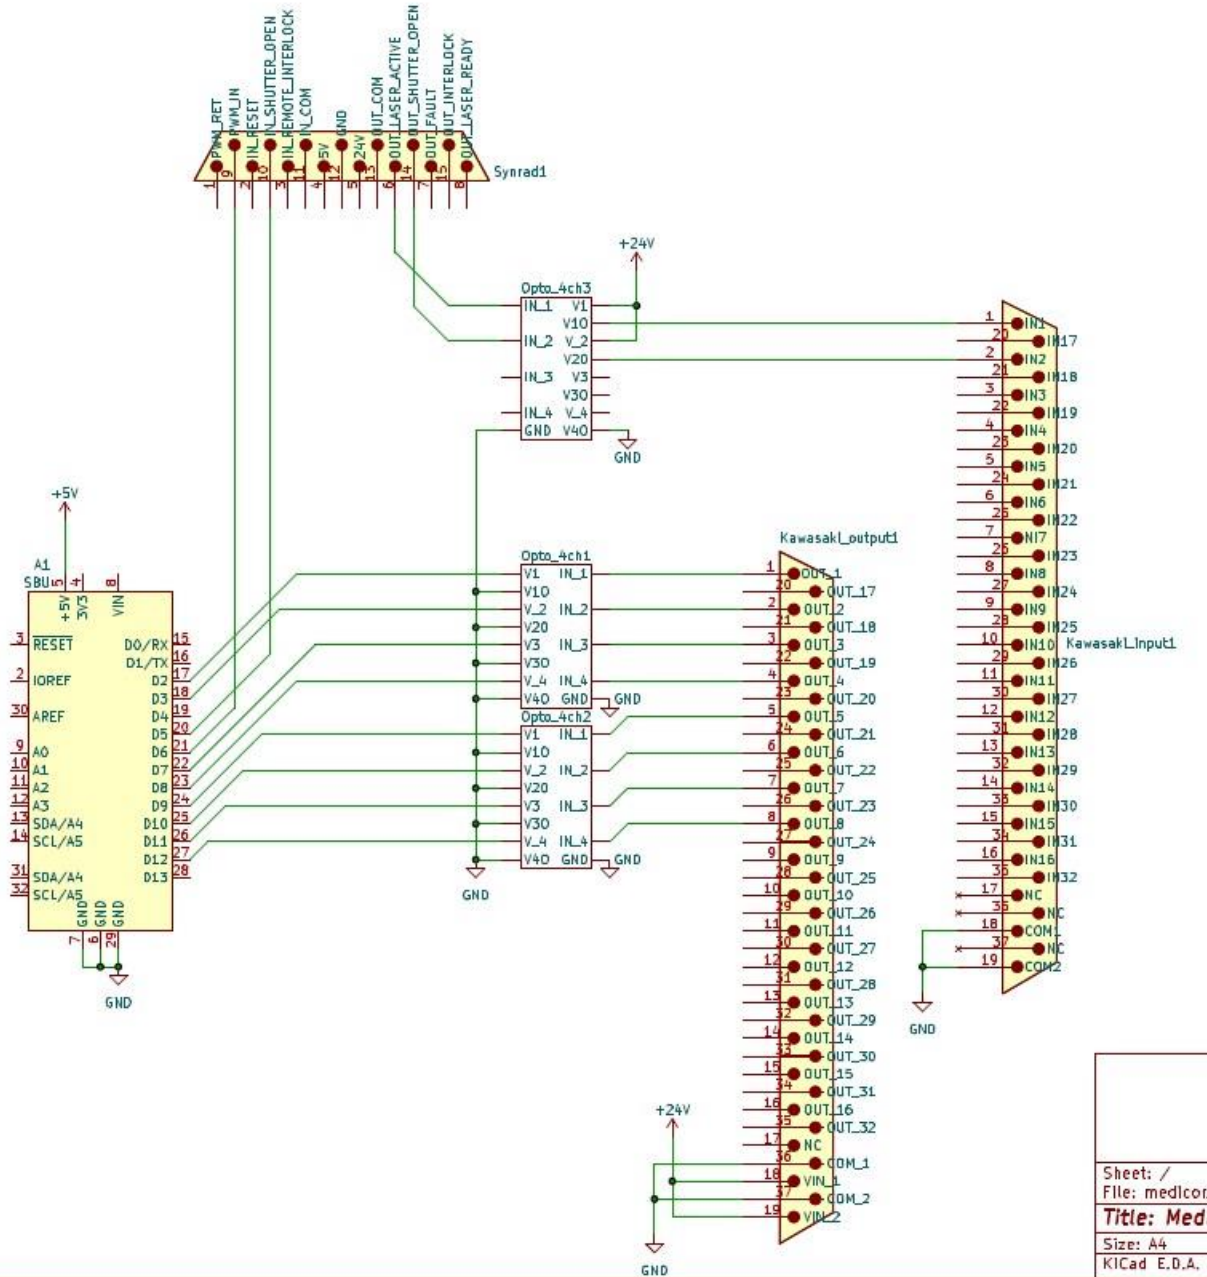 PWM_RET
PWM_IN
IN_RESET
IN_SHUTTER_OPEN
IN_REMOTE_INTERLOCK
IN_COM
5V
GND
24V
OUT_COM
OUT_LASER_ACTIVE
OUT_SHUTTER_OPEN
OUT_FAULT
OUT_INTERLOCK
OUT_LASER_READY
1
9
2
10
3
11
4
12
5
13
6
14
7
15
8
Synrad1
+24V
Opto_4ch3
IN_1 V1
V10
IN_2 V_2
V20
IN_3 V3
V30
IN_4 V_4
GND V40
GND
1 IN1
20 IN17
2 IN2
21 IN18
3 IN3
22 IN19
4 IN4
23 IN20
5 IN5
24 IN21
6 IN6
25 IN22
7 NI7
26 IN23
8 IN8
27 IN24
9 IN9
28 IN25
10 IN10
29 IN26
11 IN11
30 IN27
12 IN12
31 IN28
13 IN13
32 IN29
14 IN14
33 IN30
15 IN15
34 IN31
16 IN16
36 IN32
17 NC
35 NC
18 COM1
37 NC
19 COM2
Kawasaki_input1
GND
+5V
A1
SBU
5 4 8
+5V 3V3 VIN
3 RESET D0/RX 15
D1/TX 16
2 IOREF D2 17
D3 18
30 AREF D4 19
D5 20
D6 21
9 A0 D7 22
10 A1 D8 23
11 A2
12 A3 D9 24
13 SDA/A4 D10 25
14 SCL/A5 D11 26
D12 27
31 SDA/A4 D13 28
32 SCL/A5
GND GND GND
7 6 29
GND
Opto_4ch1
V1 IN_1
V10
V_2 IN_2
V20
V3 IN_3
V30
V_4 IN_4
V40 GND GND
Opto_4ch2
V1 IN_1
V10
V_2 IN_2
V20
V3 IN_3
V30
V_4 IN_4
V40 GND GND
GND
Kawasaki_output1
1 OUT_1
20 OUT_17
2 OUT_2
21 OUT_18
3 OUT_3
22 OUT_19
4 OUT_4
23 OUT_20
5 OUT_5
24 OUT_21
6 OUT_6
25 OUT_22
7 OUT_7
26 OUT_23
8 OUT_8
27 OUT_24
9 OUT_9
28 OUT_25
10 OUT_10
29 OUT_26
11 OUT_11
30 OUT_27
12 OUT_12
31 OUT_28
13 OUT_13
32 OUT_29
14 OUT_14
33 OUT_30
15 OUT_15
34 OUT_31
16 OUT_16
35 OUT_32
17 NC
36 COM_1
18 VIN_1
37 COM_2
19 VIN_2
+24V
GND
Sheet: /
File: medicor
Title: Med
Size: A4
KiCad E.D.A.